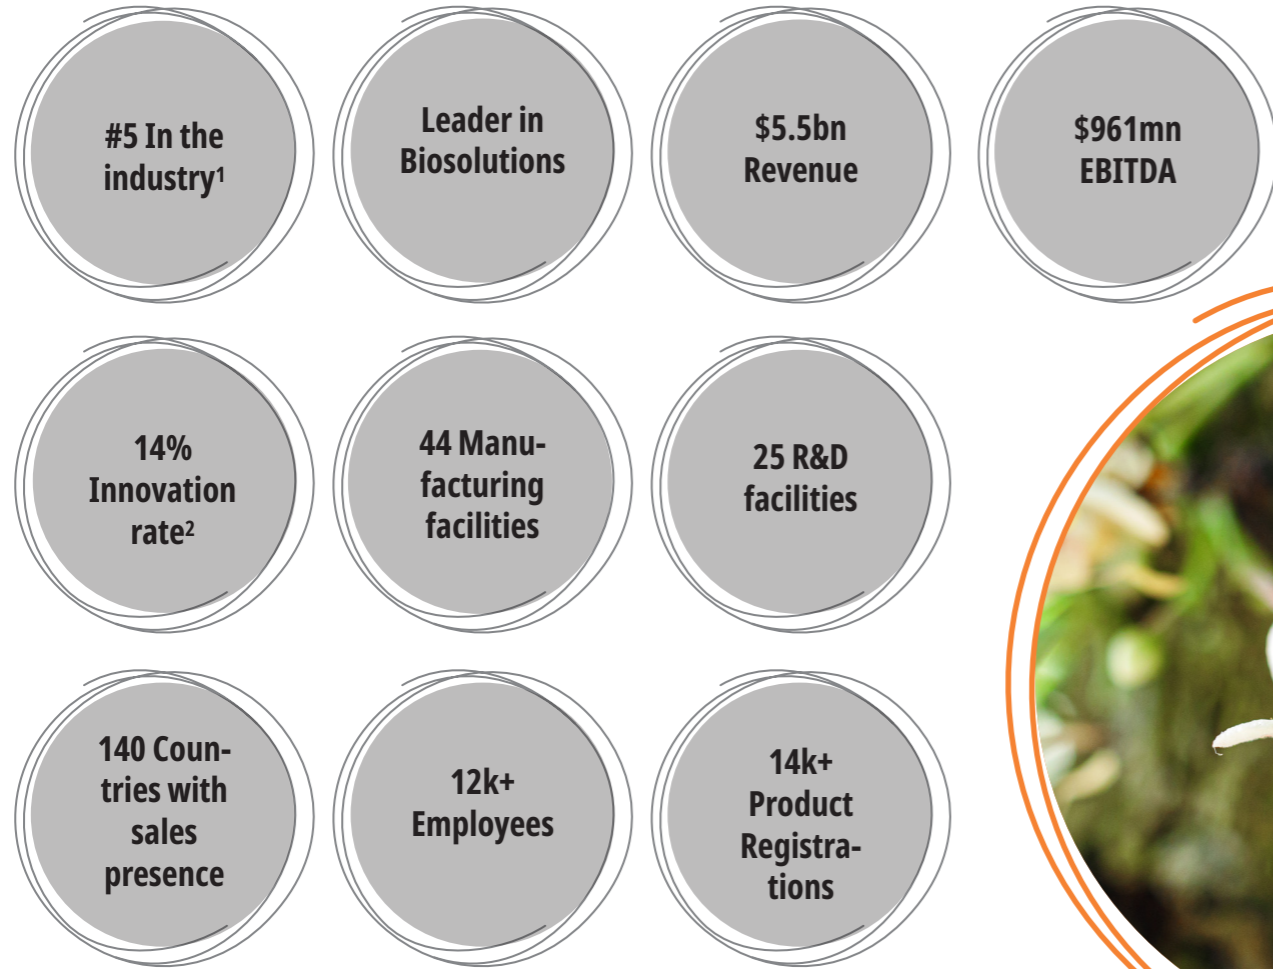 #5 In the
industry¹
Leader in
Biosolutions
$5.5bn
Revenue
$961mn
EBITDA
14%
Innovation
rate²
44 Manu-
facturing
facilities
25 R&D
facilities
140 Coun-
tries with
sales
presence
12k+
Employees
14k+
Product
Registra-
tions